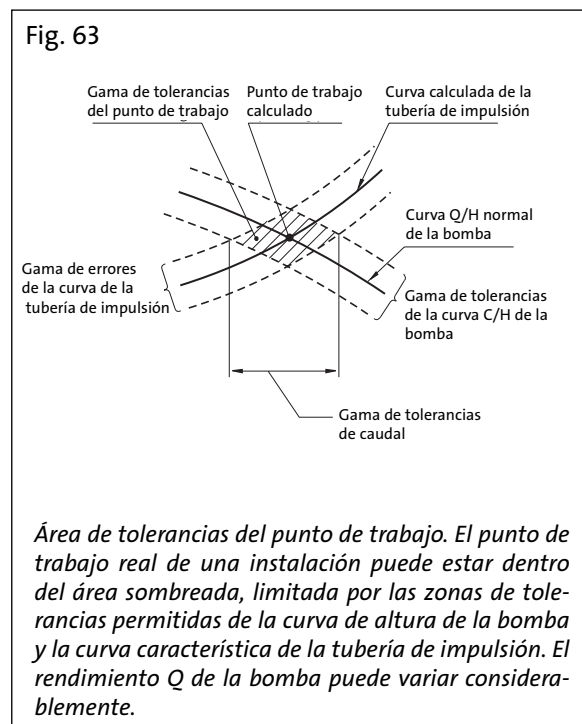 Fig. 63
Gama de tolerancias
del punto de trabajo
Punto de trabajo
calculado
Curva calculada de la
tubería de impulsión
Curva Q/H normal
de la bomba
Gama de errores
de la curva de la
tubería de impulsión
Gama de tolerancias
de la curva C/H de la
bomba
Gama de tolerancias
de caudal
Área de tolerancias del punto de trabajo. El punto de
trabajo real de una instalación puede estar dentro
del área sombreada, limitada por las zonas de tole-
rancias permitidas de la curva de altura de la bomba
y la curva característica de la tubería de impulsión. El
rendimiento Q de la bomba puede variar considera-
blemente.